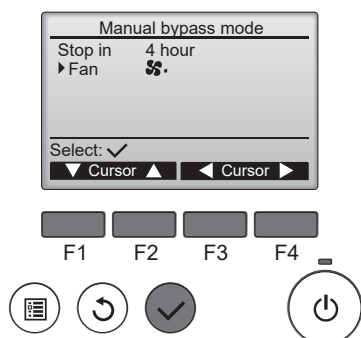 Manual bypass mode
Stop in 4 hour
Fan
Select:
Cursor Cursor
F1 F2 F3 F4